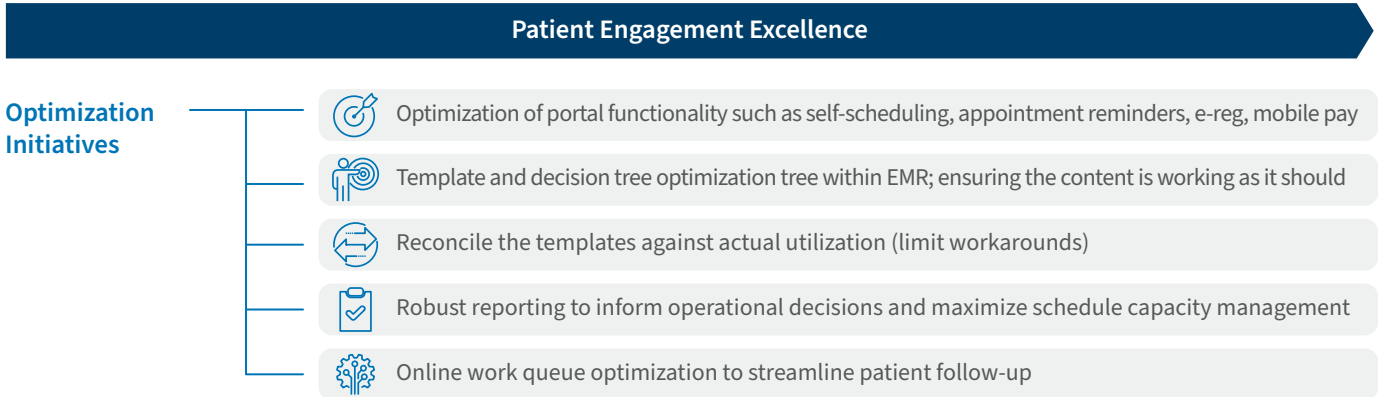 Patient Engagement Excellence
Optimization
Initiatives
Optimization of portal functionality such as self-scheduling, appointment reminders, e-reg, mobile pay
Template and decision tree optimization tree within EMR; ensuring the content is working as it should
Reconcile the templates against actual utilization (limit workarounds)
Robust reporting to inform operational decisions and maximize schedule capacity management
Online work queue optimization to streamline patient follow-up